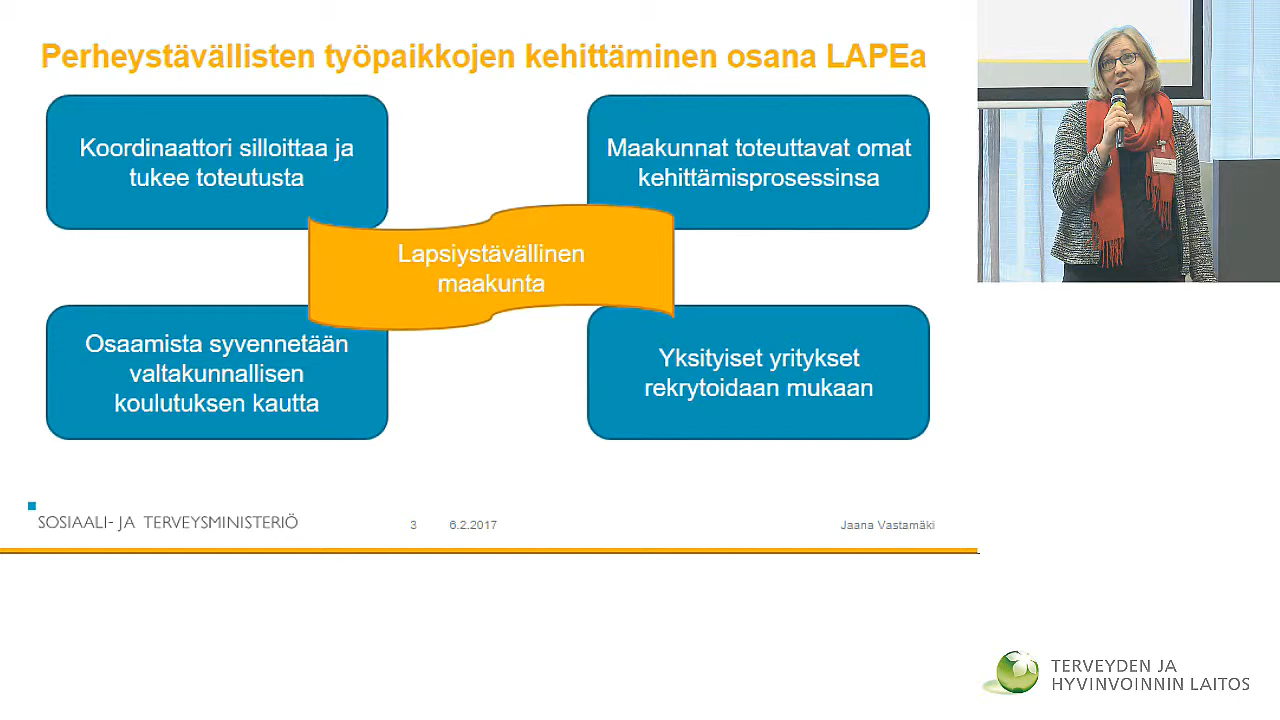 Perheystävällisten työpaikkojen kehittäminen osana LAPEa
Koordinaattori silloittaa ja
tukee toteutusta
Maakunnat toteuttavat omat
kehittämisprosessinsa
Lapsiystävällinen
maakunta
Osaamista syvennetään
valtakunnallisen
koulutuksen kautta
Yksityiset yritykset
rekrytoidaan mukaan
SOSIAALI- JA TERVEYSMINISTERIÖ
3
6.2.2017
Jaana Vastamäki
TERVEYDEN JA
HYVINVOINNIN LAITOS